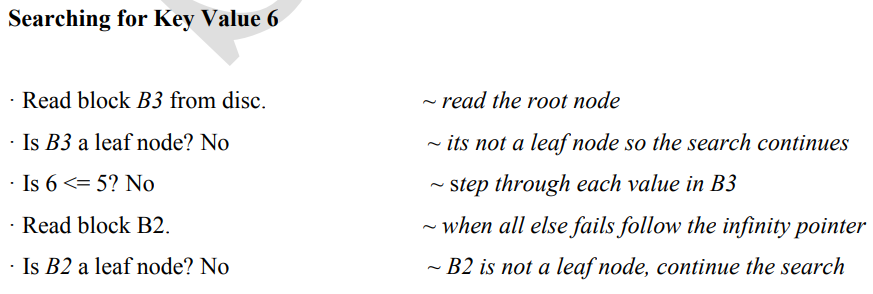 Searching for Key Value 6
· Read block B3 from disc. ~ read the root node
· Is B3 a leaf node? No ~ its not a leaf node so the search continues
· Is 6 <= 5? No ~ step through each value in B3
· Read block B2. ~ when all else fails follow the infinity pointer
· Is B2 a leaf node? No ~ B2 is not a leaf node, continue the search